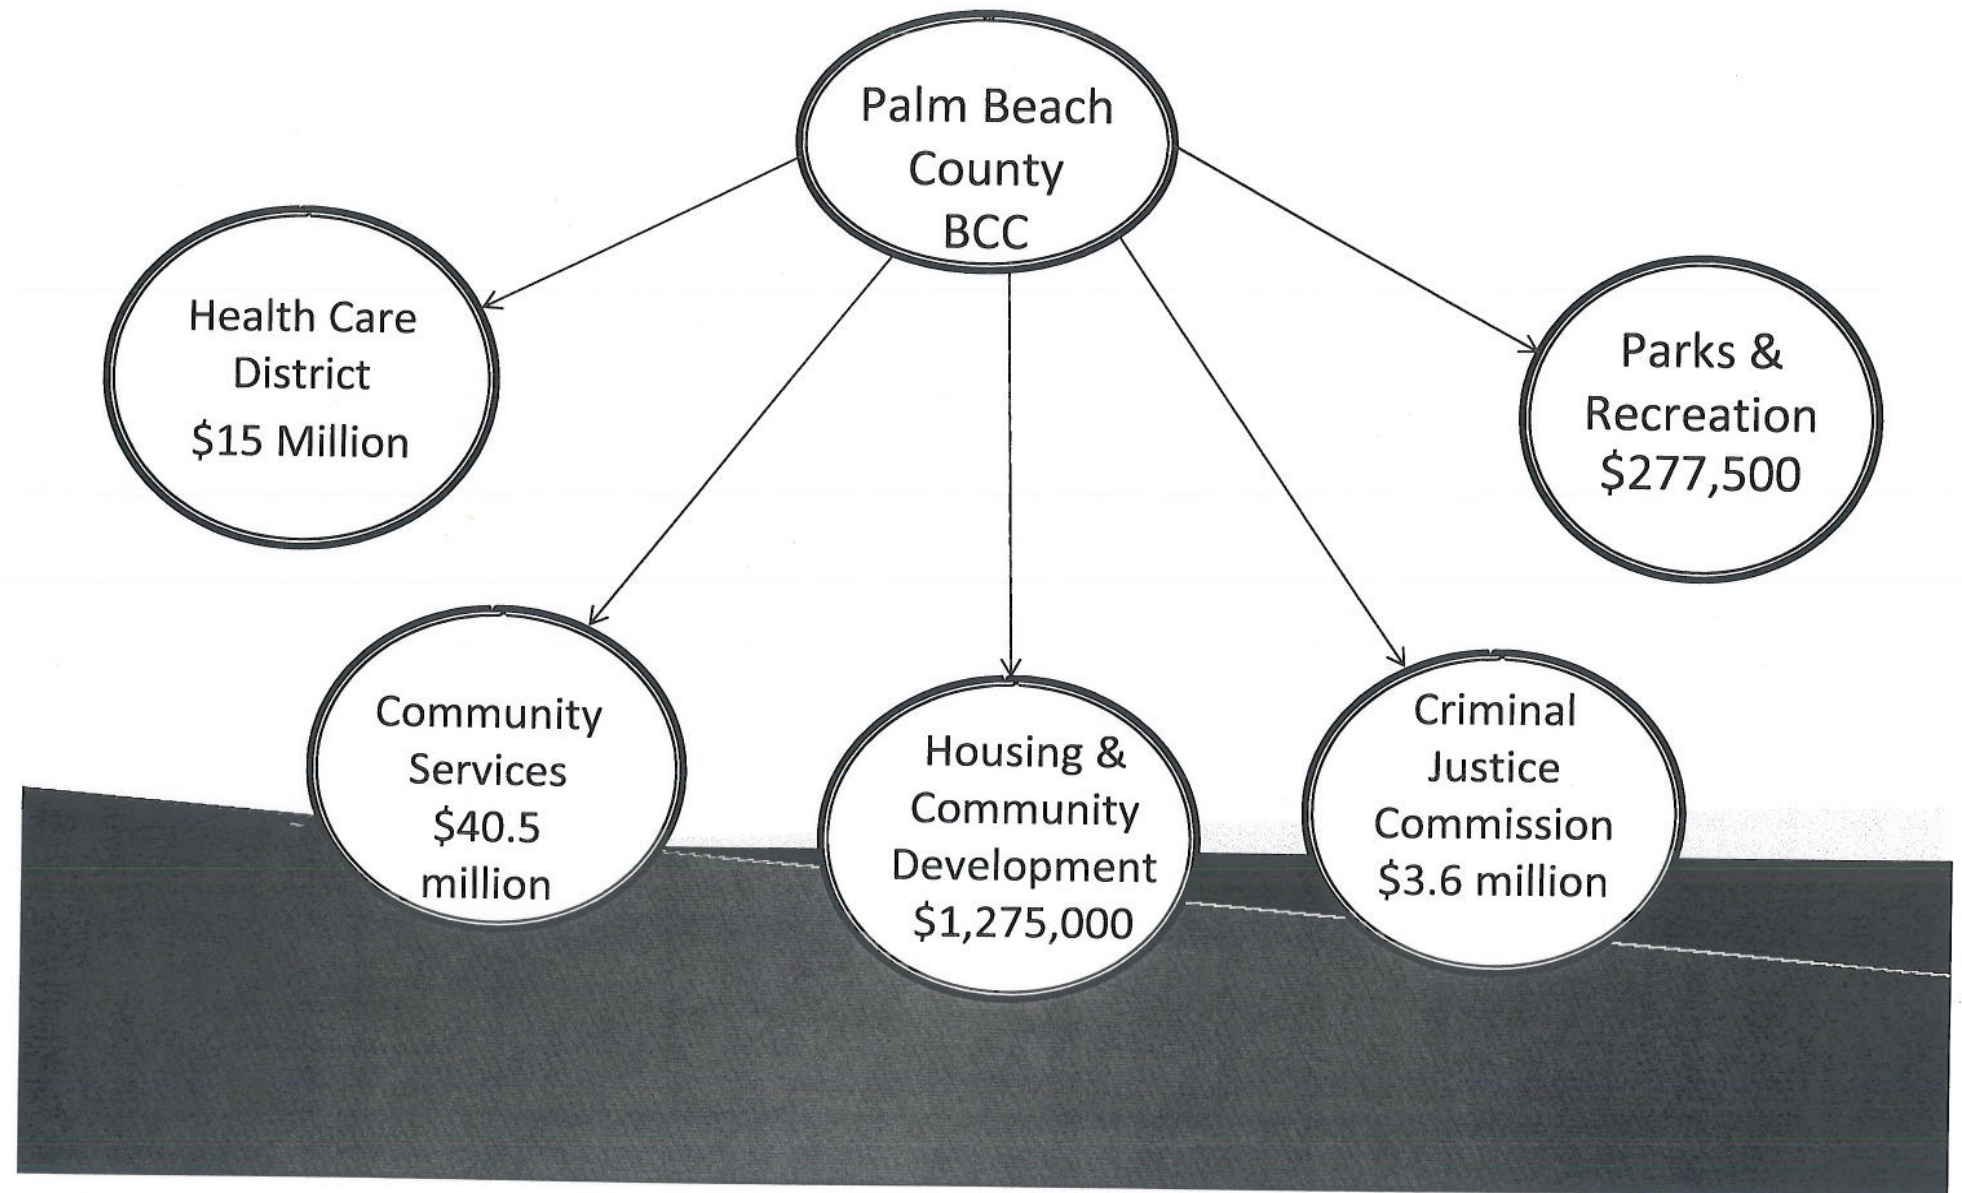 Palm Beach
County
BCC
Health Care
District
$15 Million
Parks &
Recreation
$277,500
Community
Services
$40.5
million
Housing &
Community
Development
$1,275,000
Criminal
Justice
Commission
$3.6 million